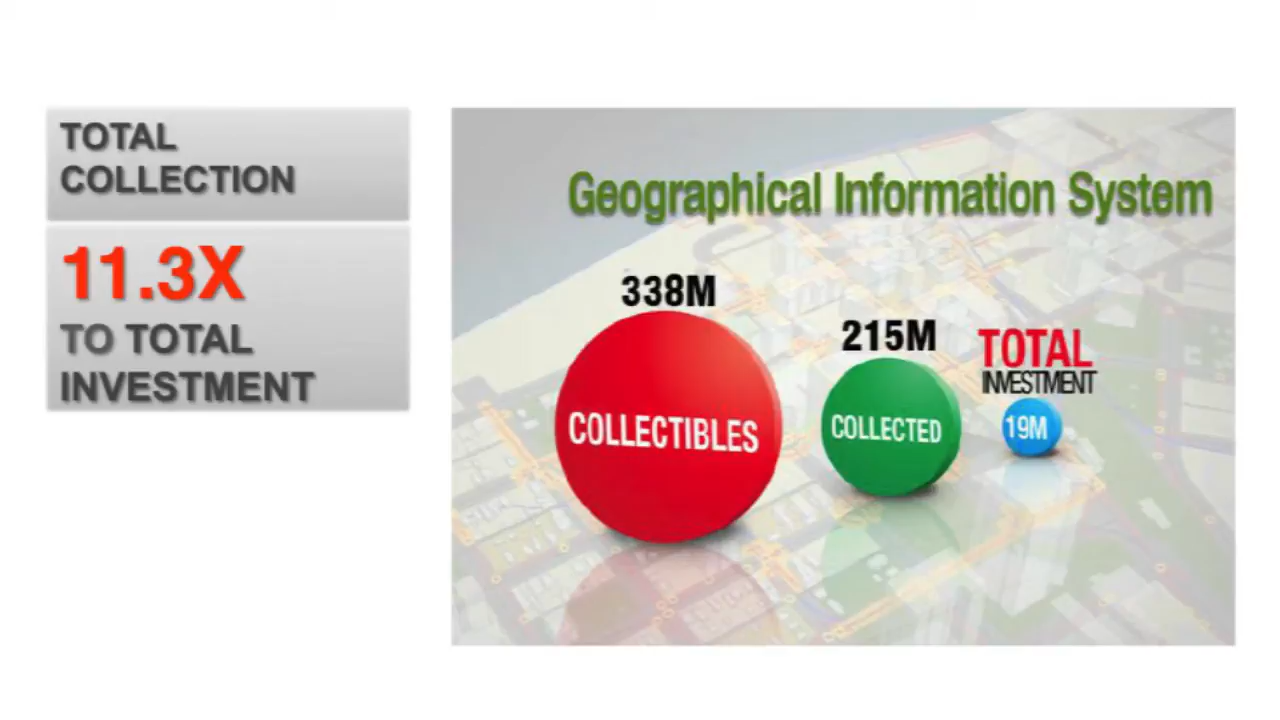 TOTAL
COLLECTION
11.3X
TO TOTAL
INVESTMENT
Geographical Information System
338M
COLLECTIBLES
215M
COLLECTED
TOTAL
INVESTMENT
19M